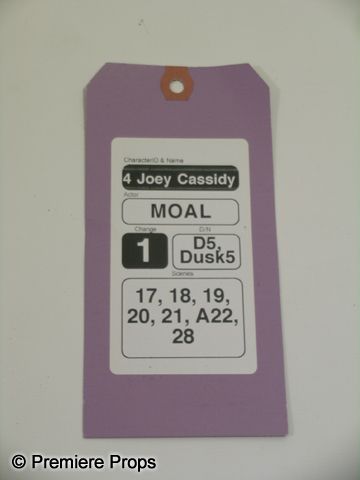 CharacterID & Name
4 Joey Cassidy
Actor
MOAL
Change
D/N
1
D5,
Dusk5
Scenes
17, 18, 19,
20, 21, A22,
28
© Premiere Props